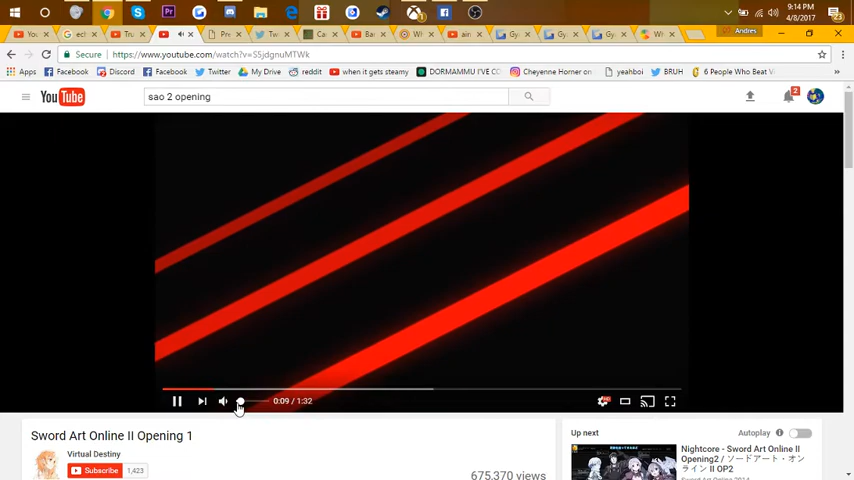 9:14 PM
4/8/2017
23
1
Andres
Secure
https://www.youtube.com/watch?v=S5jdgnuMTWk
Apps Facebook Discord Facebook Twitter My Drive reddit when it gets steamy DORMAMMU I'VE CO Cheyenne Horner on yeahboi BRUH 6 People Who Beat V
YouTube
sao 2 opening
2
0:09 / 1:32
HD
Sword Art Online II Opening 1
Virtual Destiny
Subscribe 1,423
675,370 views
Up next
Autoplay
Nightcore - Sword Art Online II
Opening2 / ソードアート・オン
ライン II OP2